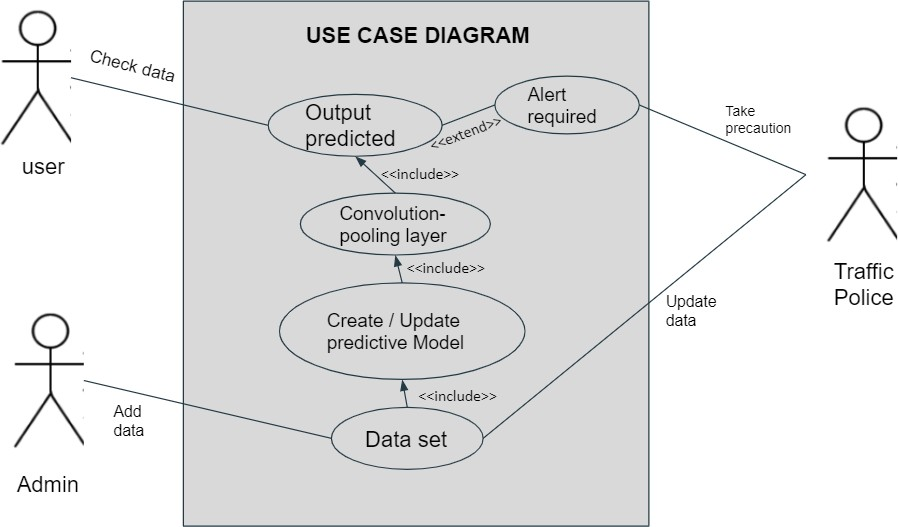 USE CASE DIAGRAM
Check data
user
Output
predicted
Alert
required
<<extend>>
Take
precaution
<<include>>
Convolution-
pooling layer
<<include>>
Traffic
Police
Create / Update
predictive Model
Update
data
<<include>>
Add
data
Data set
Admin